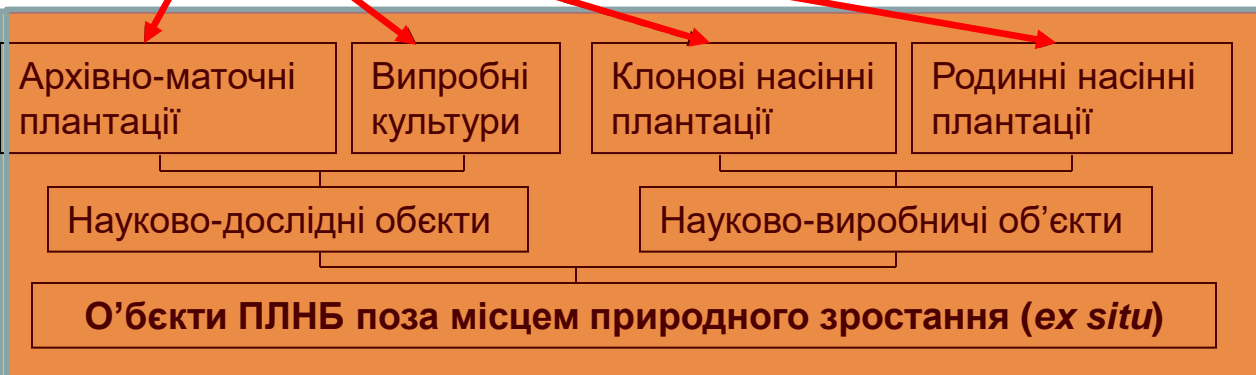 Архівно-маточні
плантації
Випробні
культури
Клонові насінні
плантації
Родинні насінні
плантації
Науково-дослідні обєкти
Науково-виробничі об’єкти
О’бєкти ПЛНБ поза місцем природного зростання (ex situ)